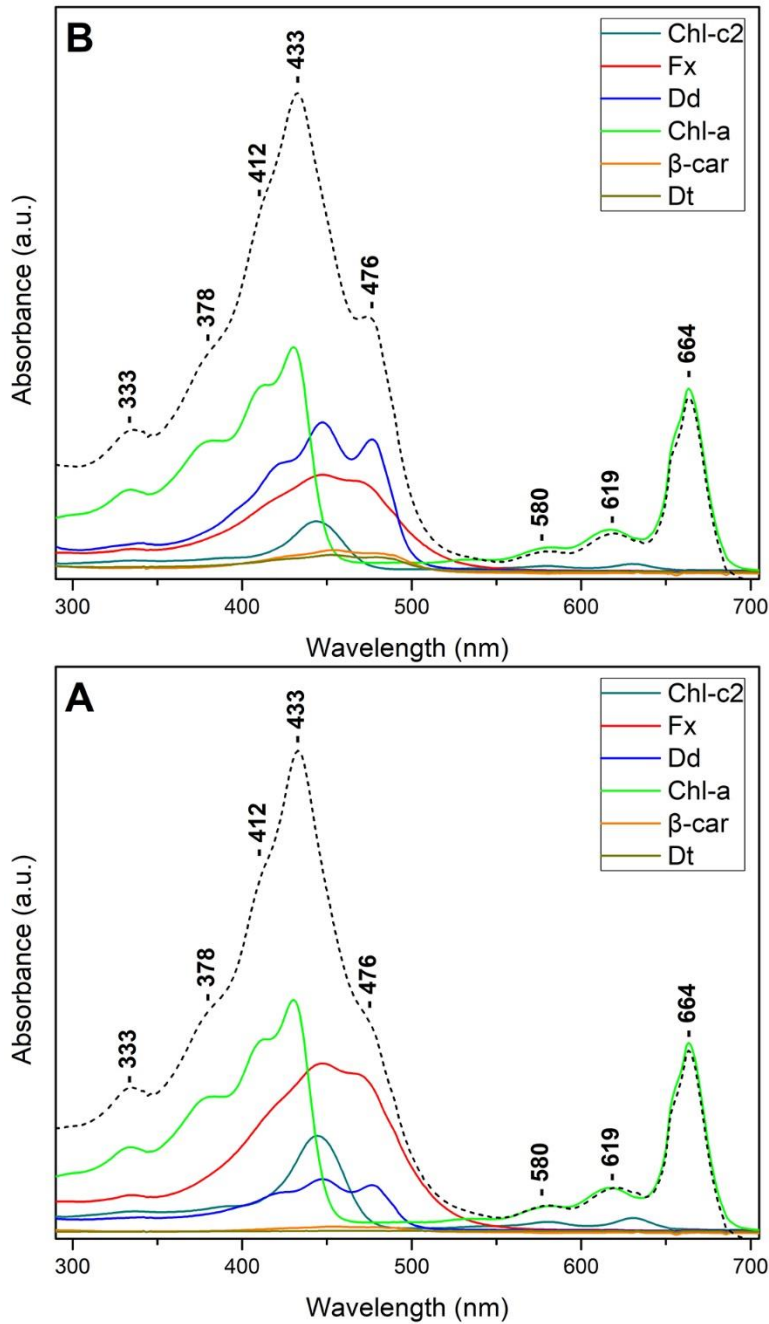 B
433
412
476
378
333
664
580
619
Chl-c2
Fx
Dd
Chl-a
β-car
Dt
Absorbance (a.u.)
300 400 500 600 700
Wavelength (nm)
A
433
412
476
378
333
664
580
619
Chl-c2
Fx
Dd
Chl-a
β-car
Dt
Absorbance (a.u.)
300 400 500 600 700
Wavelength (nm)